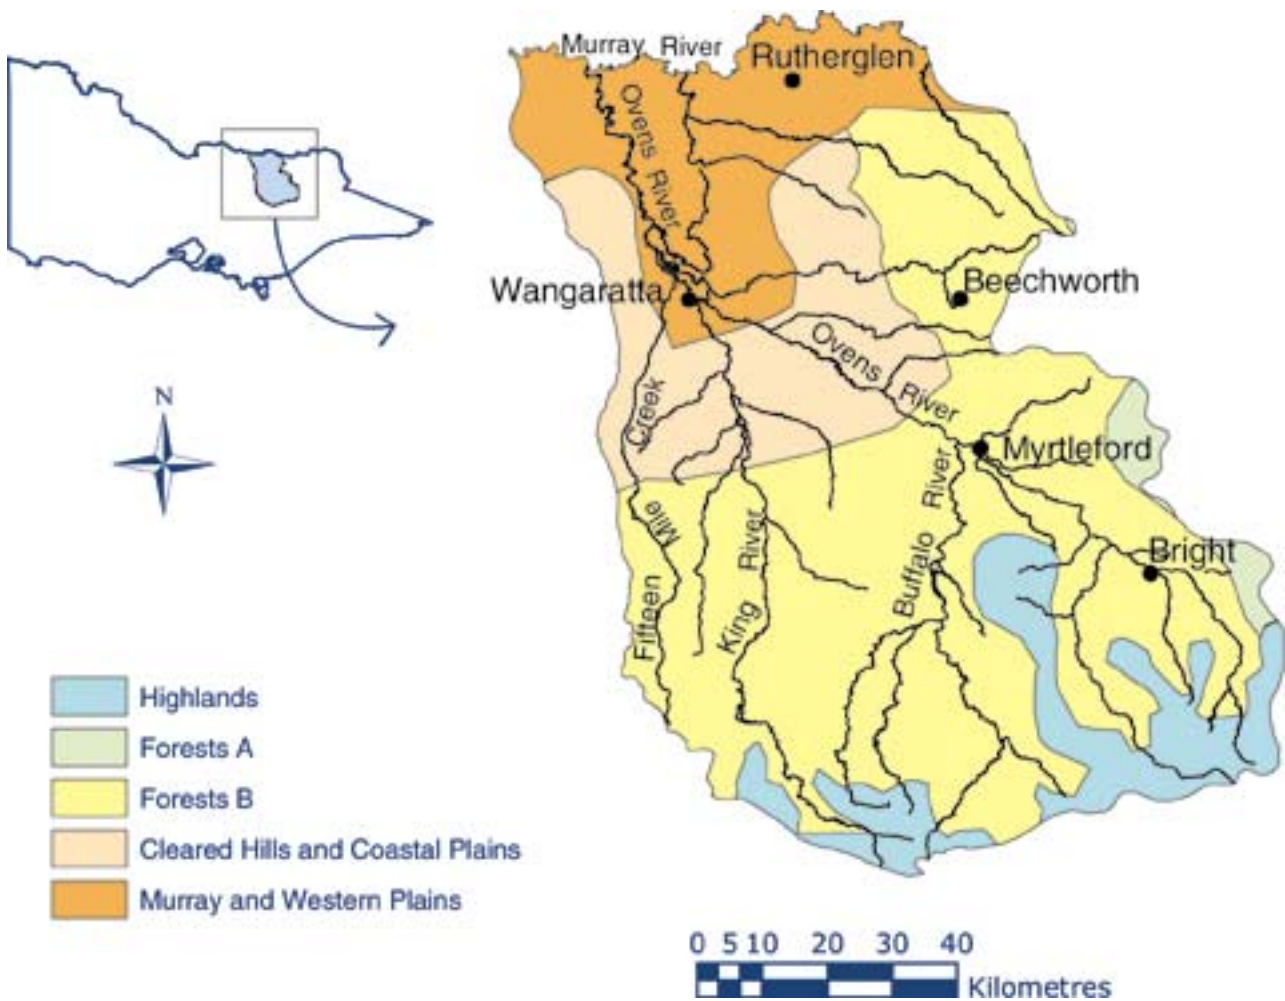 Murray River
Rutherglen
Ovens River
Wangaratta
Beechworth
Ovens River
N
Fifteen Mile Creek
Myrtleford
King River
Buffalo River
Bright
Highlands
Forests A
Forests B
Cleared Hills and Coastal Plains
Murray and Western Plains
0 5 10 20 30 40
Kilometres